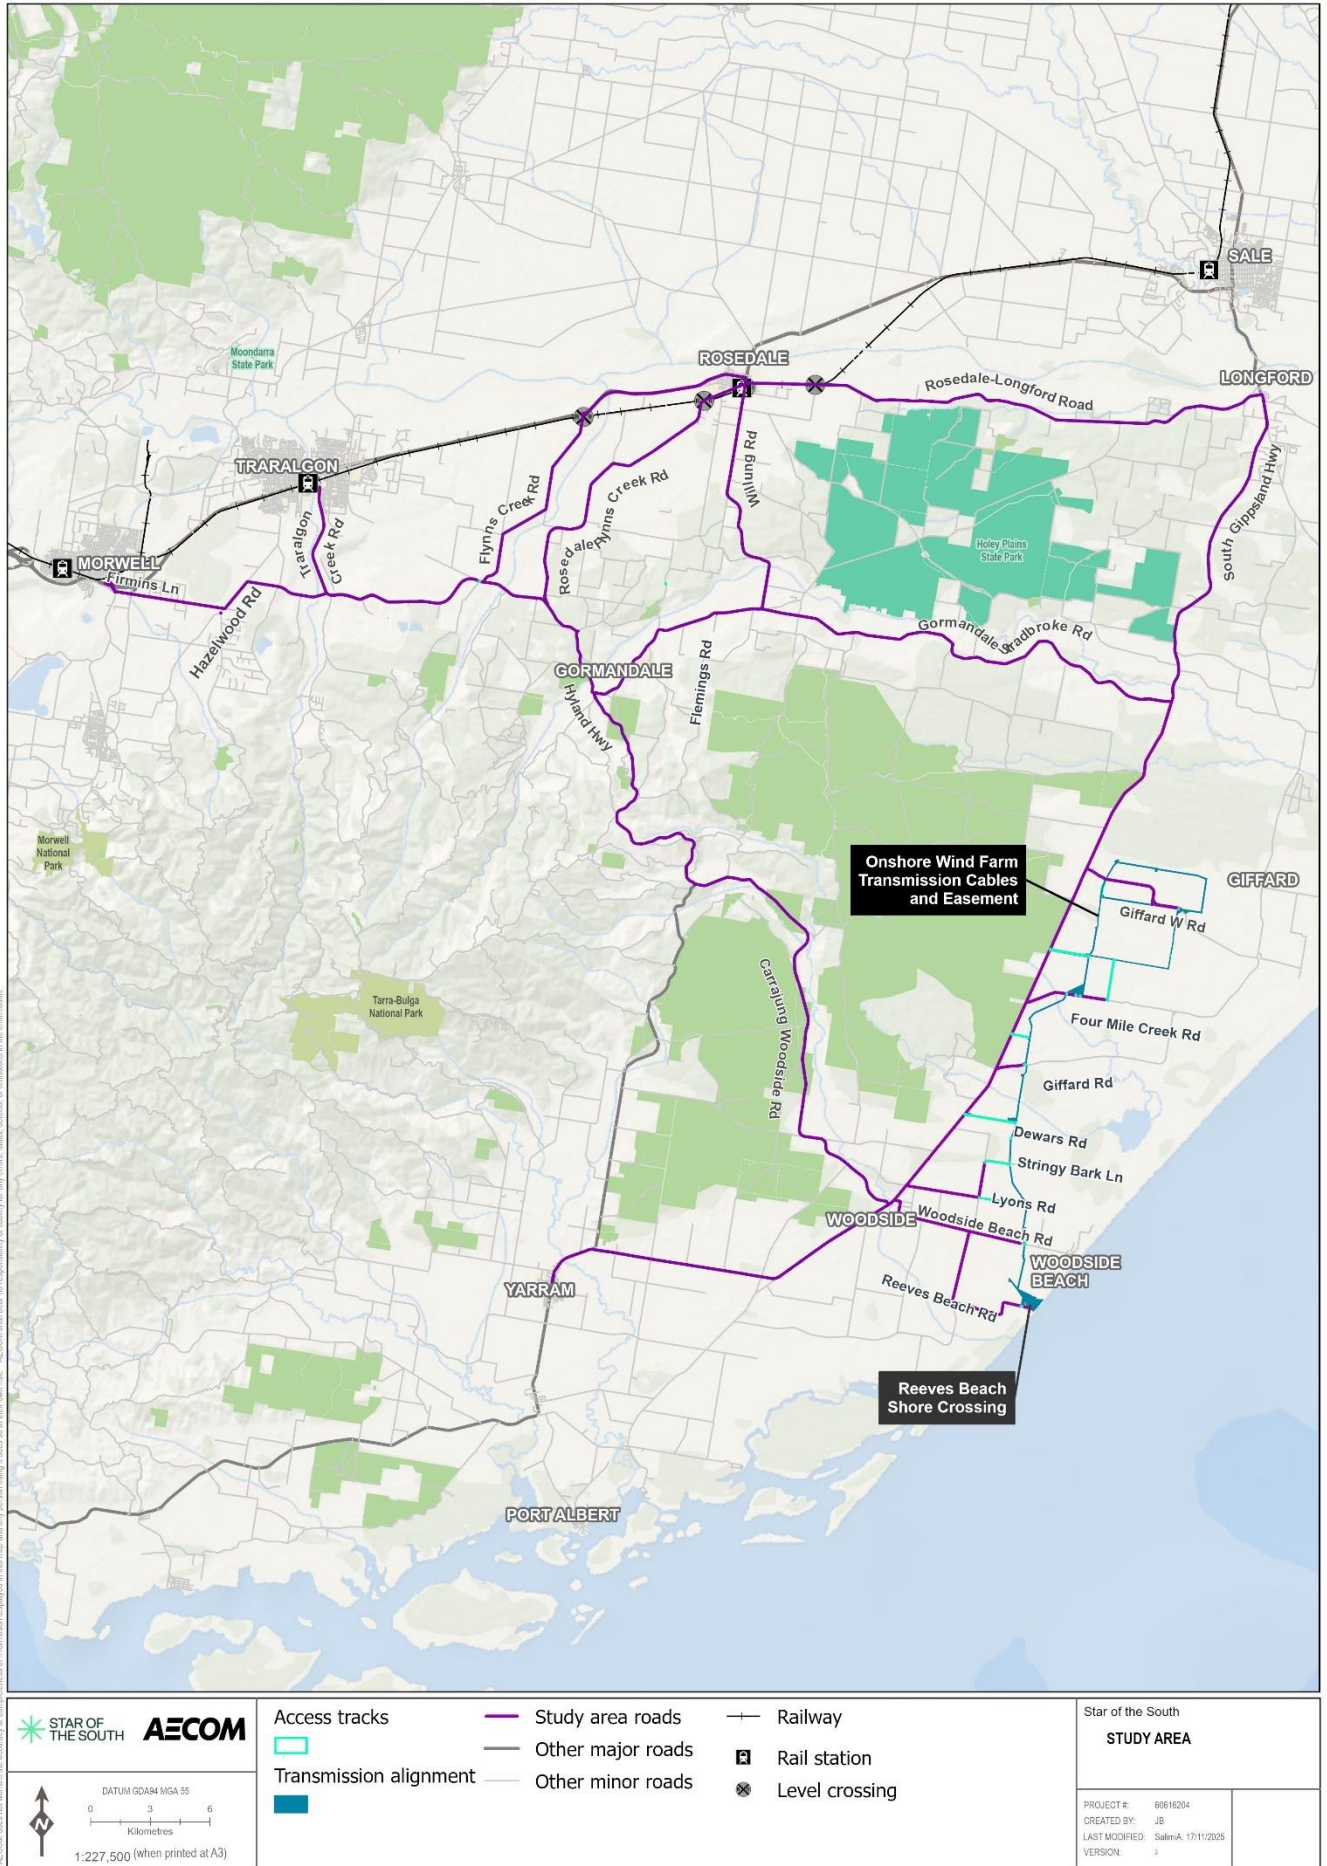 SALE
Moondarra
State Park
ROSEDALE
LONGFORD
Rosedale-Longford Road
TRARALGON
Willung Rd
Flynns Creek Rd
Rosedale Flynns Creek Rd
South Gippsland Hwy
Traralgon
Creek Rd
Holey Plains
State Park
MORWELL
Firmins Ln
Hazelwood Rd
Gormandale-Stradbroke Rd
GORMANDALE
Flemings Rd
Hyland Hwy
Morwell
National
Park
Onshore Wind Farm
Transmission Cables
and Easement
GIFFARD
Giffard W Rd
Tarra-Bulga
National Park
Carrajung Woodside Rd
Four Mile Creek Rd
Giffard Rd
Dewars Rd
Stringy Bark Ln
Lyons Rd
WOODSIDE
Woodside Beach Rd
WOODSIDE
BEACH
YARRAM
Reeves Beach Rd
Reeves Beach
Shore Crossing
PORT ALBERT
STAR OF
THE SOUTH
AECOM
DATUM GDA94 MGA 55
0 3 6
Kilometres
N
1:227,500 (when printed at A3)
Access tracks
Transmission alignment
Study area roads
Other major roads
Other minor roads
Railway
Rail station
Level crossing
Star of the South
STUDY AREA
PROJECT #: 60616204
CREATED BY: JB
LAST MODIFIED: SalimiA: 17/11/2025
VERSION: 2